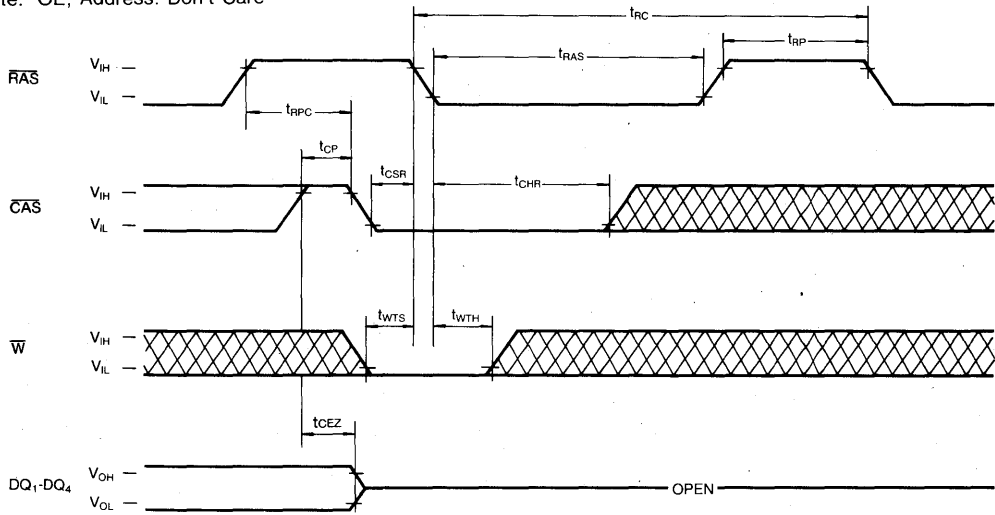 te: OE, Address: Don't Care
tRC
tRAS
tRP
RAS
VIH
VIL
tRPC
tCP
tCSR
tCHR
CAS
VIH
VIL
tWTS
tWTH
W
VIH
VIL
tCEZ
DQ1-DQ4
VOH
VOL
OPEN